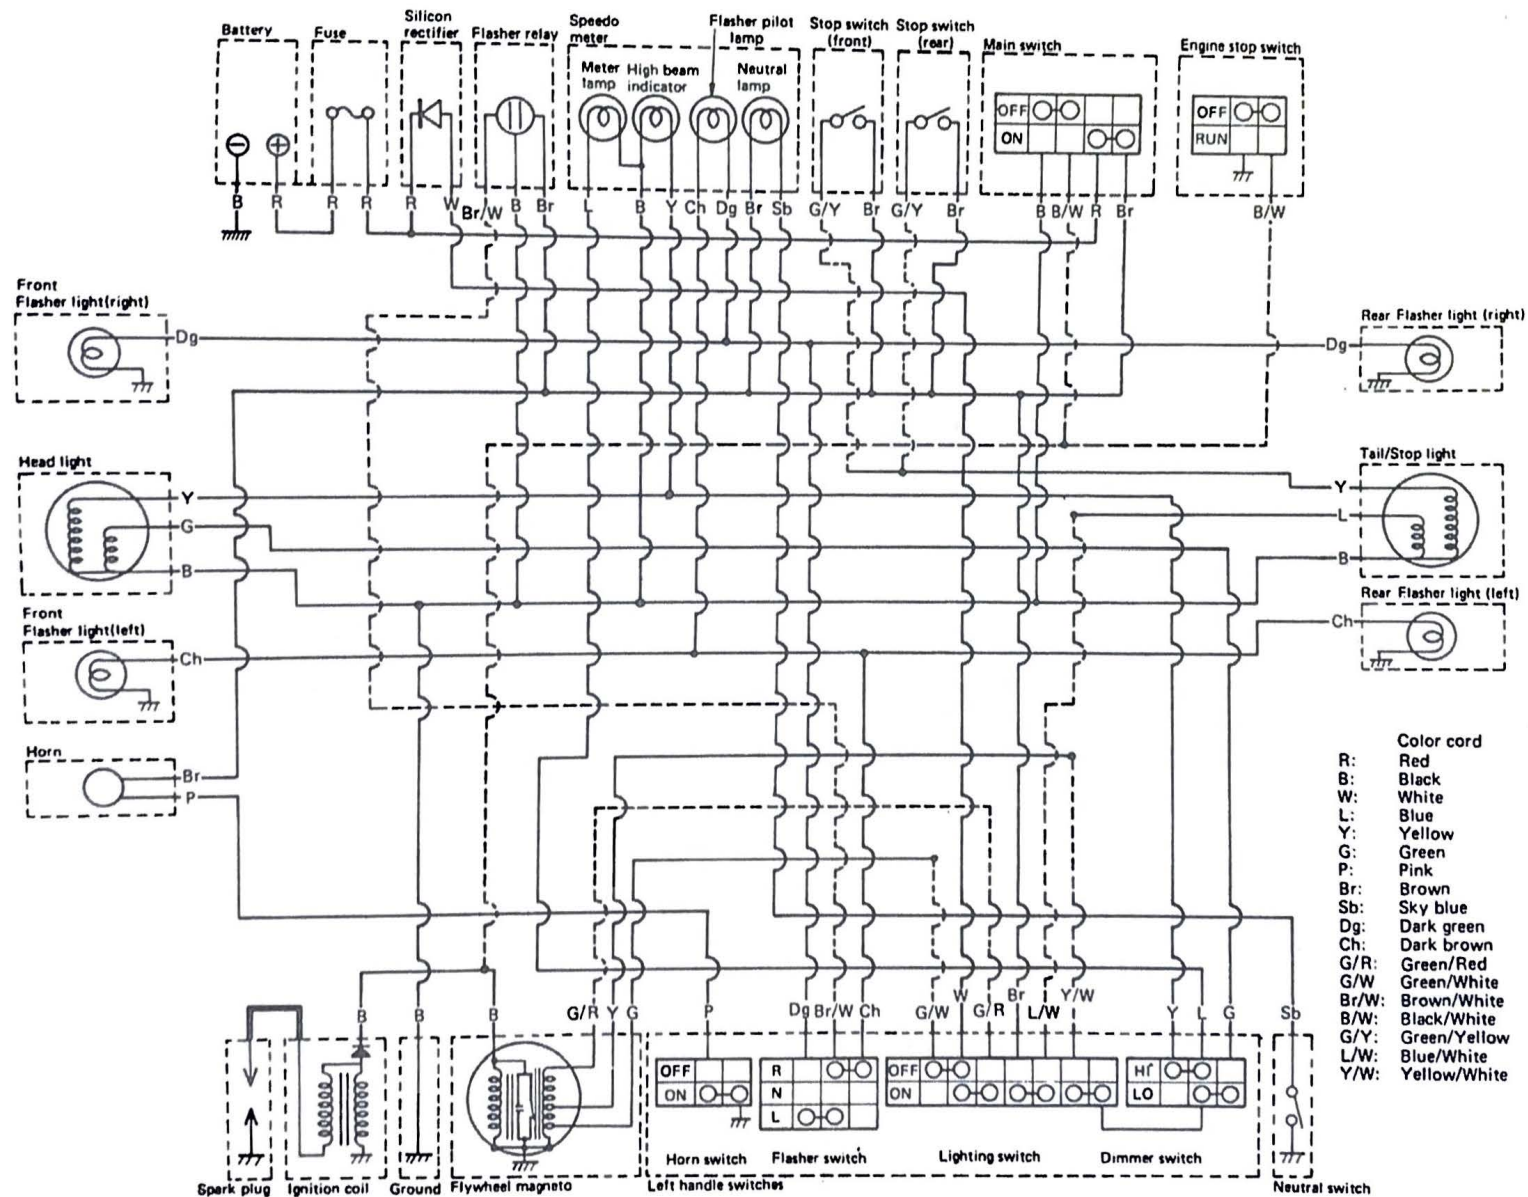 Battery
Fuse
Silicon
rectifier
Flasher relay
Speedo
meter
Flasher pilot
lamp
Stop switch
(front)
Stop switch
(rear)
Main switch
Engine stop switch
Meter
lamp
High beam
indicator
Neutral
lamp
OFF
ON
OFF
RUN
B R R R R W Br/W B Br L B Y Ch Dg Br Sb G/Y Br G/Y Br B B/W R Br B/W
Front
Flasher light(right)
Dg
Dg
Rear Flasher light (right)
Head light
Y
G
B
Tail/Stop light
Y
L
B
Front
Flasher light(left)
Ch
Rear Flasher light (left)
Ch
Horn
Br
P
Color cord
R: Red
B: Black
W: White
L: Blue
Y: Yellow
G: Green
P: Pink
Br: Brown
Sb: Sky blue
Dg: Dark green
Ch: Dark brown
G/R: Green/Red
G/W Green/White
Br/W: Brown/White
B/W: Black/White
G/Y: Green/Yellow
L/W: Blue/White
Y/W: Yellow/White
B B B G/R Y G P Dg Br/W Ch G/W W G/R Br L/W Y/W Y L G Sb
OFF
ON
R
N
L
OFF
ON
HI
LO
Horn switch
Flasher switch
Lighting switch
Dimmer switch
Spark plug
Ignition coil
Ground
Flywheel magneto
Left handle switches
Neutral switch